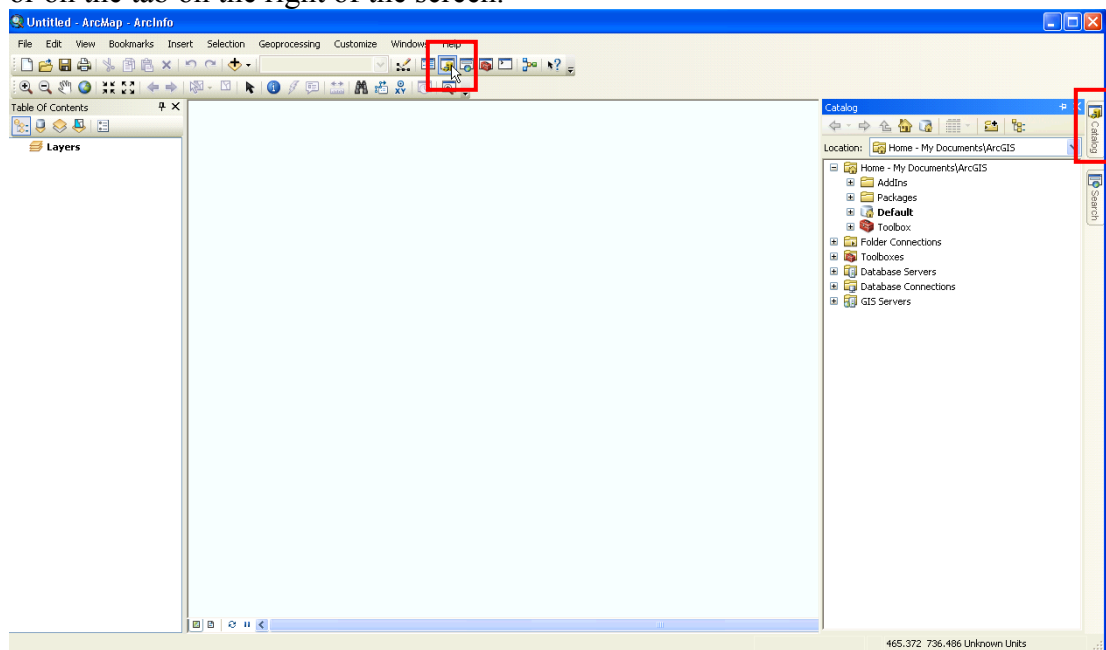 or on the tab on the right of the screen.
Untitled - ArcMap - ArcInfo
File Edit View Bookmarks Insert Selection Geoprocessing Customize Windows Help
Table Of Contents
Layers
Catalog
Location: Home - My Documents\ArcGIS
Home - My Documents\ArcGIS
AddIns
Packages
Default
Toolbox
Folder Connections
Toolboxes
Database Servers
Database Connections
GIS Servers
Catalog
Search
465.372 736.486 Unknown Units